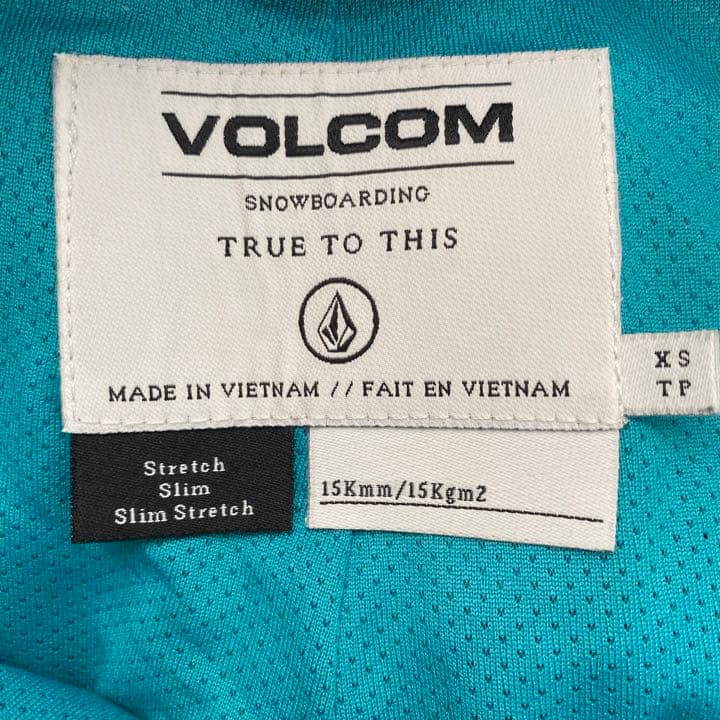 VOLCOM
SNOWBOARDING
TRUE TO THIS
MADE IN VIETNAM // FAIT EN VIETNAM
XS
TP
Stretch
Slim
Slim Stretch
15Kmm/15Kgm2